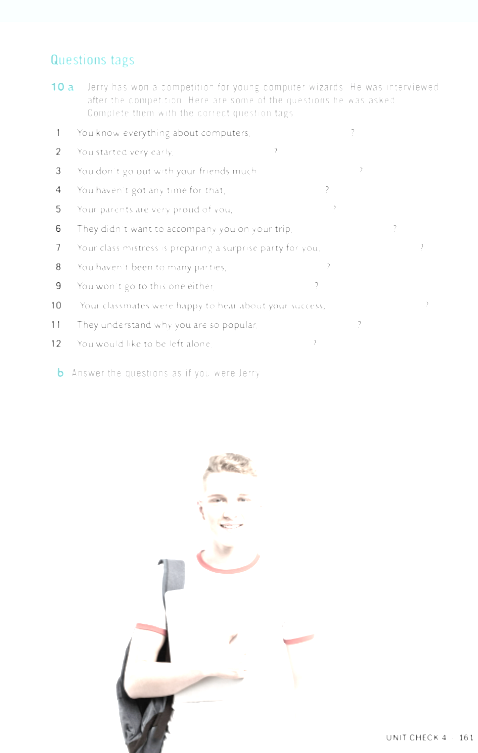 Questions tags
10 a Jerry has won a competition for young computer wizards. He was interviewed
after the competition. Here are some of the questions he was asked.
Complete them with the correct question tags.
1 You know everything about computers, ?
2 You started very early, ?
3 You don't go out with your friends much, ?
4 You haven't got any time for that, ?
5 Your parents are very proud of you, ?
6 They didn't want to accompany you on your trip, ?
7 Your class mistress is preparing a surprise party for you, ?
8 You haven't been to many parties, ?
9 You won't go to this one either, ?
10 Your classmates were happy to hear about your success, ?
11 They understand why you are so popular, ?
12 You would like to be left alone, ?
b Answer the questions as if you were Jerry.
UNIT CHECK 4 161